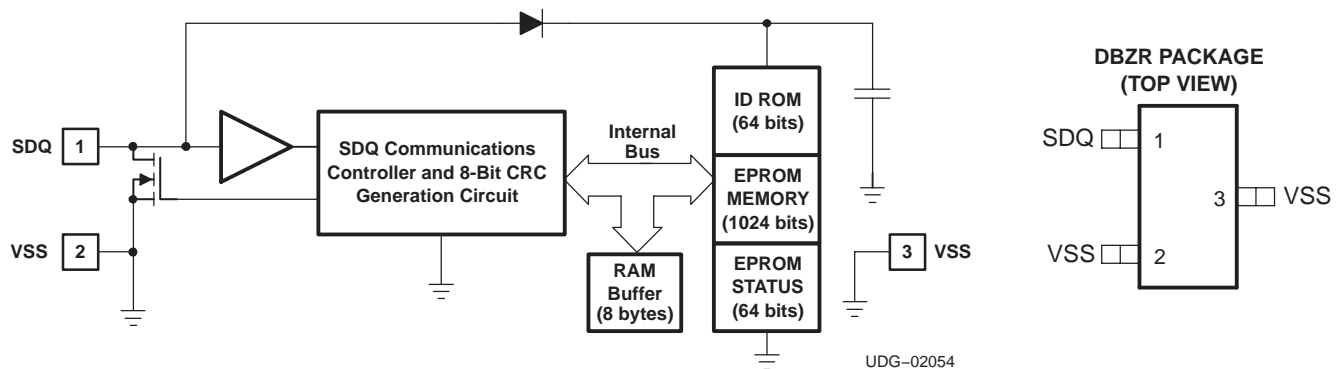 DBZR PACKAGE
(TOP VIEW)
ID ROM
(64 bits)
SDQ 1
SDQ Communications
Controller and 8-Bit CRC
Generation Circuit
Internal
Bus
EPROM
MEMORY
(1024 bits)
SDQ
1
3
VSS
VSS 2
RAM
Buffer
(8 bytes)
EPROM
STATUS
(64 bits)
3 VSS
VSS
2
UDG–02054